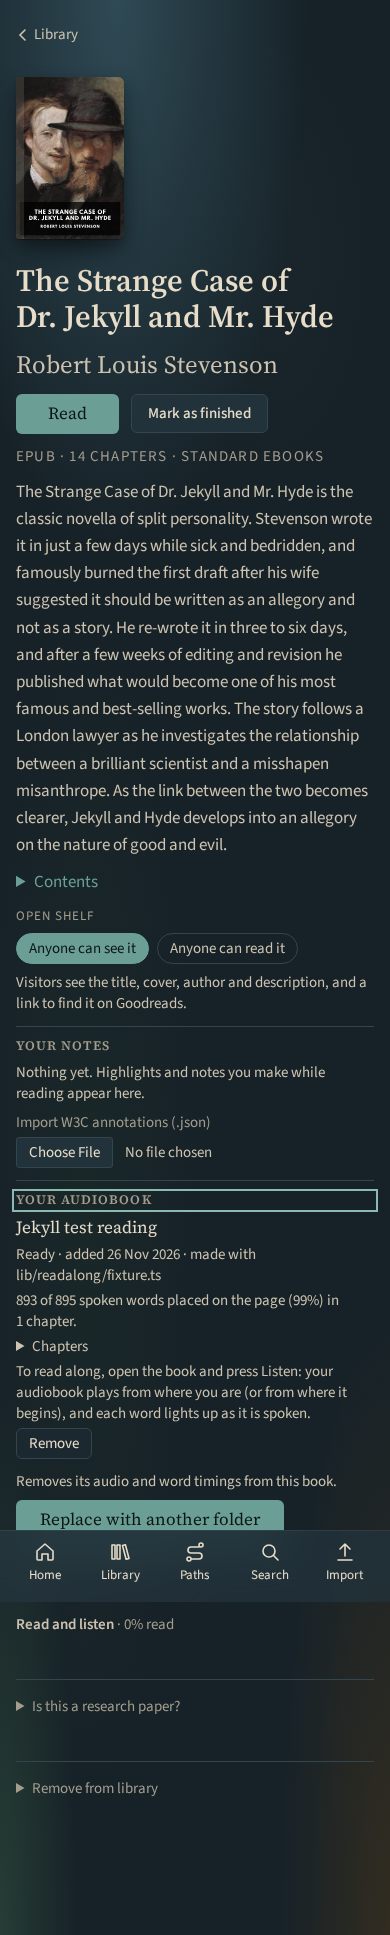 Library
THE STRANGE CASE OF
DR. JEKYLL AND MR. HYDE
ROBERT LOUIS STEVENSON
The Strange Case of
Dr. Jekyll and Mr. Hyde
Robert Louis Stevenson
Read
Mark as finished
EPUB · 14 CHAPTERS · STANDARD EBOOKS
The Strange Case of Dr. Jekyll and Mr. Hyde is the
classic novella of split personality. Stevenson wrote
it in just a few days while sick and bedridden, and
famously burned the first draft after his wife
suggested it should be written as an allegory and
not as a story. He re-wrote it in three to six days,
and after a few weeks of editing and revision he
published what would become one of his most
famous and best-selling works. The story follows a
London lawyer as he investigates the relationship
between a brilliant scientist and a misshapen
misanthrope. As the link between the two becomes
clearer, Jekyll and Hyde develops into an allegory
on the nature of good and evil.
Contents
OPEN SHELF
Anyone can see it
Anyone can read it
Visitors see the title, cover, author and description, and a
link to find it on Goodreads.
YOUR NOTES
Nothing yet. Highlights and notes you make while
reading appear here.
Import W3C annotations (.json)
Choose File
No file chosen
YOUR AUDIOBOOK
Jekyll test reading
Ready · added 26 Nov 2026 · made with
lib/readalong/fixture.ts
893 of 895 spoken words placed on the page (99%) in
1 chapter.
Chapters
To read along, open the book and press Listen: your
audiobook plays from where you are (or from where it
begins), and each word lights up as it is spoken.
Remove
Removes its audio and word timings from this book.
Replace with another folder
Home
Library
Paths
Search
Import
Read and listen · 0% read
Is this a research paper?
Remove from library